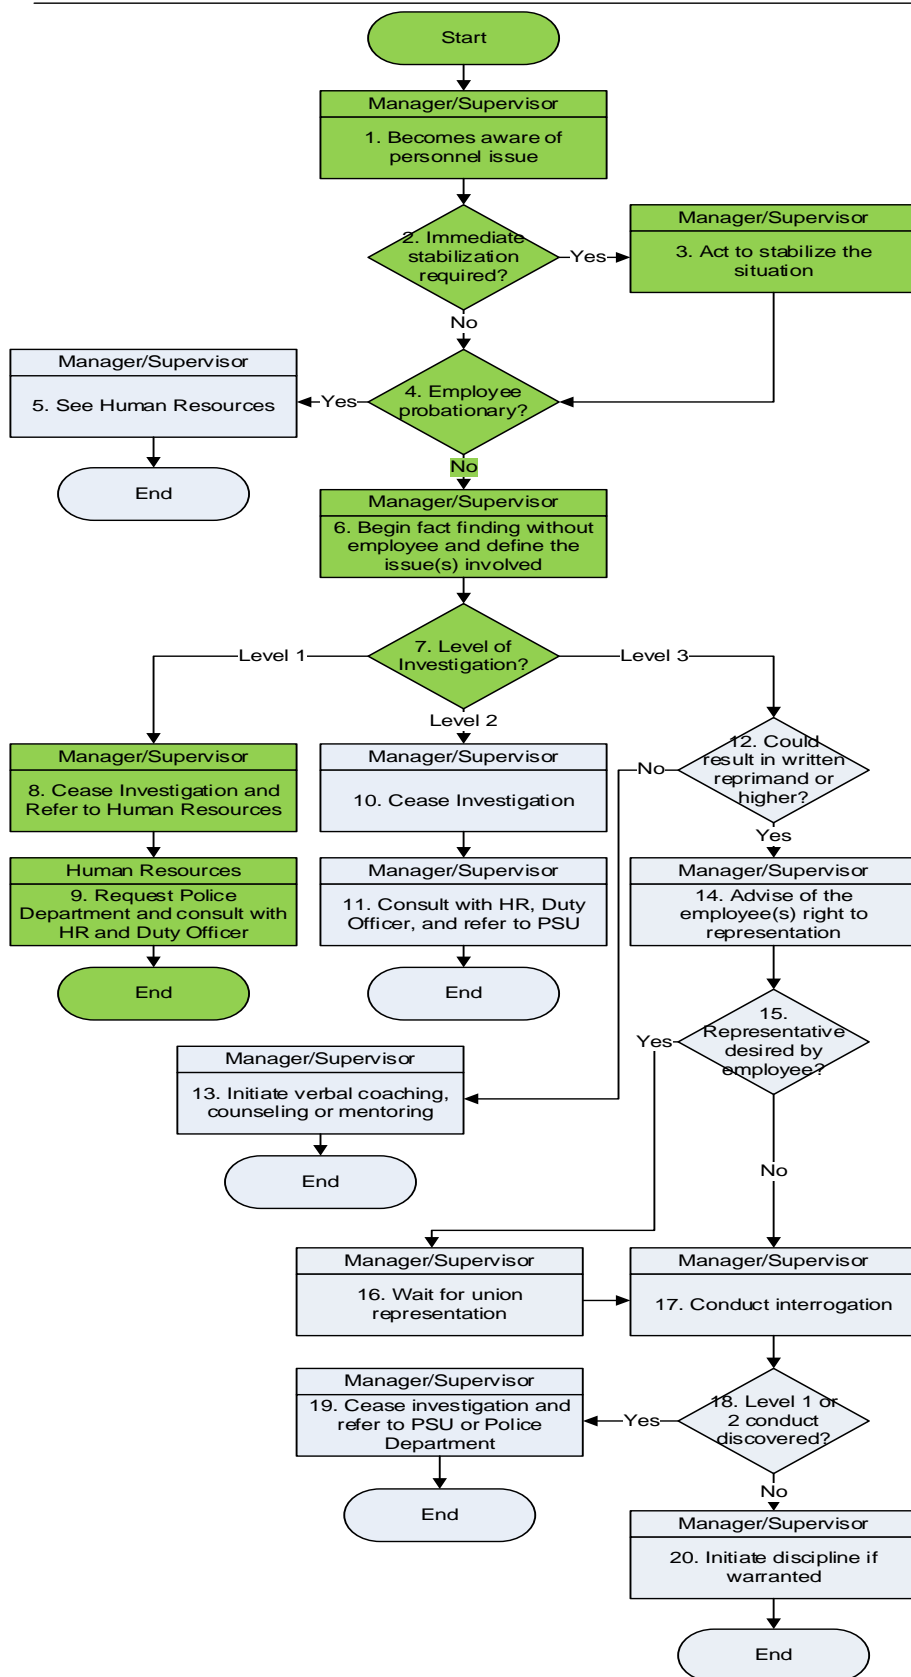 Start
Manager/Supervisor
1. Becomes aware of
personnel issue
2. Immediate
stabilization
required?
Yes
Manager/Supervisor
3. Act to stabilize the
situation
No
Manager/Supervisor
5. See Human Resources
Yes
4. Employee
probationary?
End
No
Manager/Supervisor
6. Begin fact finding without
employee and define the
issue(s) involved
Level 1
7. Level of
Investigation?
Level 3
Level 2
Manager/Supervisor
8. Cease Investigation and
Refer to Human Resources
Manager/Supervisor
10. Cease Investigation
No
12. Could
result in written
reprimand or
higher?
Yes
Human Resources
9. Request Police
Department and consult with
HR and Duty Officer
Manager/Supervisor
11. Consult with HR, Duty
Officer, and refer to PSU
Manager/Supervisor
14. Advise of the
employee(s) right to
representation
End
End
Yes
15.
Representative
desired by
employee?
Manager/Supervisor
13. Initiate verbal coaching,
counseling or mentoring
End
No
Manager/Supervisor
16. Wait for union
representation
Manager/Supervisor
17. Conduct interrogation
Manager/Supervisor
19. Cease investigation and
refer to PSU or Police
Department
Yes
18. Level 1 or
2 conduct
discovered?
End
No
Manager/Supervisor
20. Initiate discipline if
warranted
End